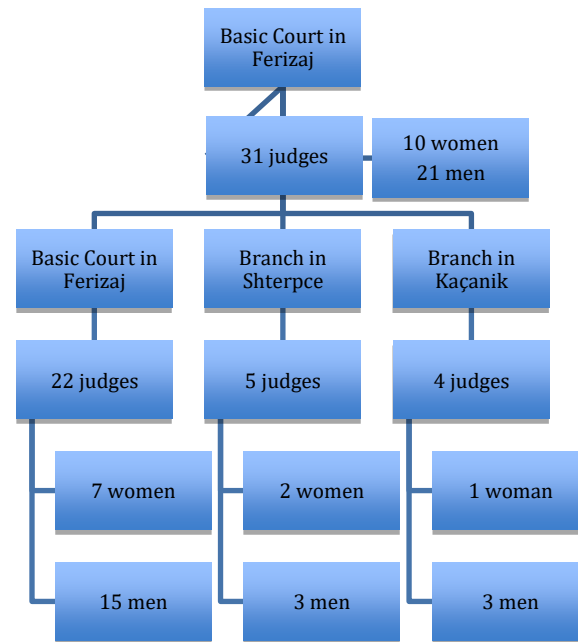 Basic Court in
Ferizaj
31 judges
10 women
21 men
Basic Court in
Ferizaj
Branch in
Shterpce
Branch in
Kaçanik
22 judges
5 judges
4 judges
7 women
2 women
1 woman
15 men
3 men
3 men